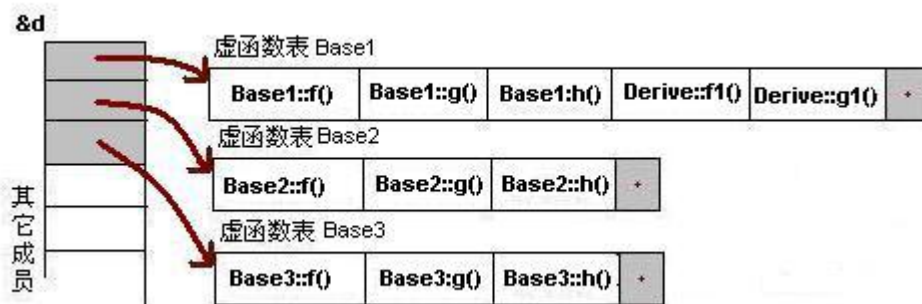 &d
虚函数表 Base1
Base1::f() Base1::g() Base1:h() Derive::f1() Derive::g1()
虚函数表 Base2
Base2::f() Base2::g() Base2::h()
虚函数表 Base3
Base3::f() Base3:g() Base3::h()
其它成员